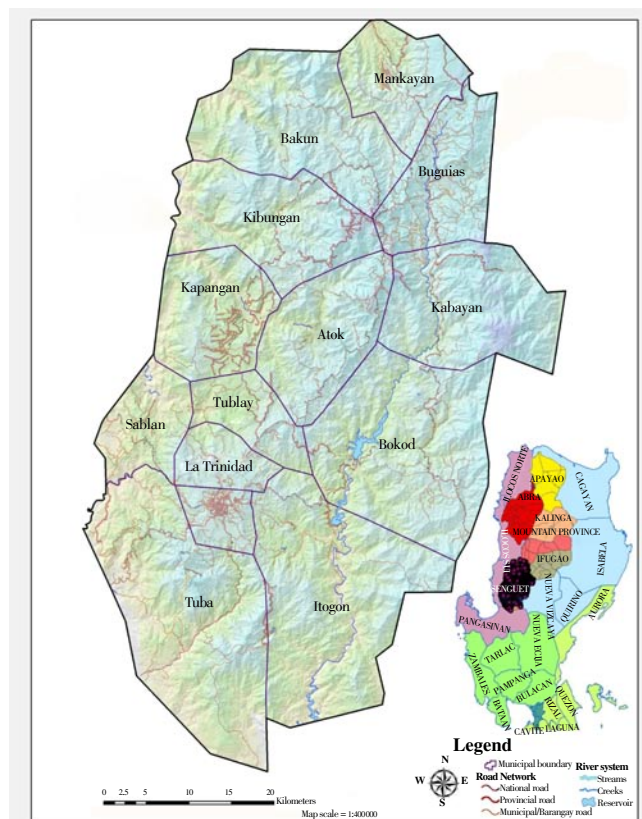 Mankayan
Bakun
Buguias
Kibungan
Kapangan
Kabayan
Atok
Tublay
Sablan
Bokod
La Trinidad
Tuba
Itogon
ILOCOS NORTE
APAYAO
CAGAYAN
ABRA
KALINGA
MOUNTAIN PROVINCE
ISABELA
IFUGAO
SENGUET
NUEVA VIZCAYA
QUIRINO
AURORA
PANGASINAN
NUEVA ECIJA
TARLAC
ZAMBALES
PAMPANGA
BULACAN
QUEZON
RIZAL
BATAAN
CAVITE LAGUNA
Legend
N
W E
S
Municipal boundary
Road Network
National road
Provincial road
Municipal/Barangay road
River system
Streams
Creeks
Reservoir
0 2.5 5 10 15 20
Kilometers
Map scale = 1:400000